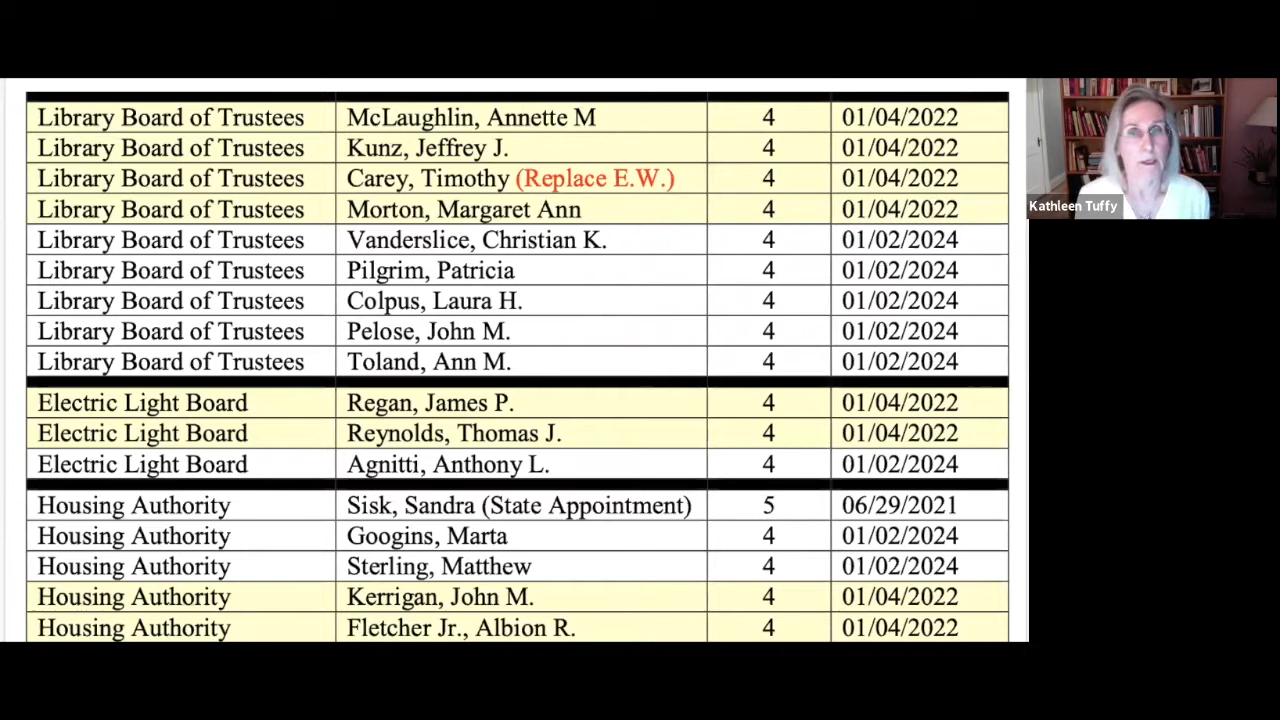 Library Board of Trustees McLaughlin, Annette M 4 01/04/2022
Library Board of Trustees Kunz, Jeffrey J. 4 01/04/2022
Library Board of Trustees Carey, Timothy (Replace E.W.) 4 01/04/2022
Library Board of Trustees Morton, Margaret Ann 4 01/04/2022
Library Board of Trustees Vanderslice, Christian K. 4 01/02/2024
Library Board of Trustees Pilgrim, Patricia 4 01/02/2024
Library Board of Trustees Colpus, Laura H. 4 01/02/2024
Library Board of Trustees Pelose, John M. 4 01/02/2024
Library Board of Trustees Toland, Ann M. 4 01/02/2024
Electric Light Board Regan, James P. 4 01/04/2022
Electric Light Board Reynolds, Thomas J. 4 01/04/2022
Electric Light Board Agnitti, Anthony L. 4 01/02/2024
Housing Authority Sisk, Sandra (State Appointment) 5 06/29/2021
Housing Authority Googins, Marta 4 01/02/2024
Housing Authority Sterling, Matthew 4 01/02/2024
Housing Authority Kerrigan, John M. 4 01/04/2022
Housing Authority Fletcher Jr., Albion R. 4 01/04/2022
Kathleen Tuffy